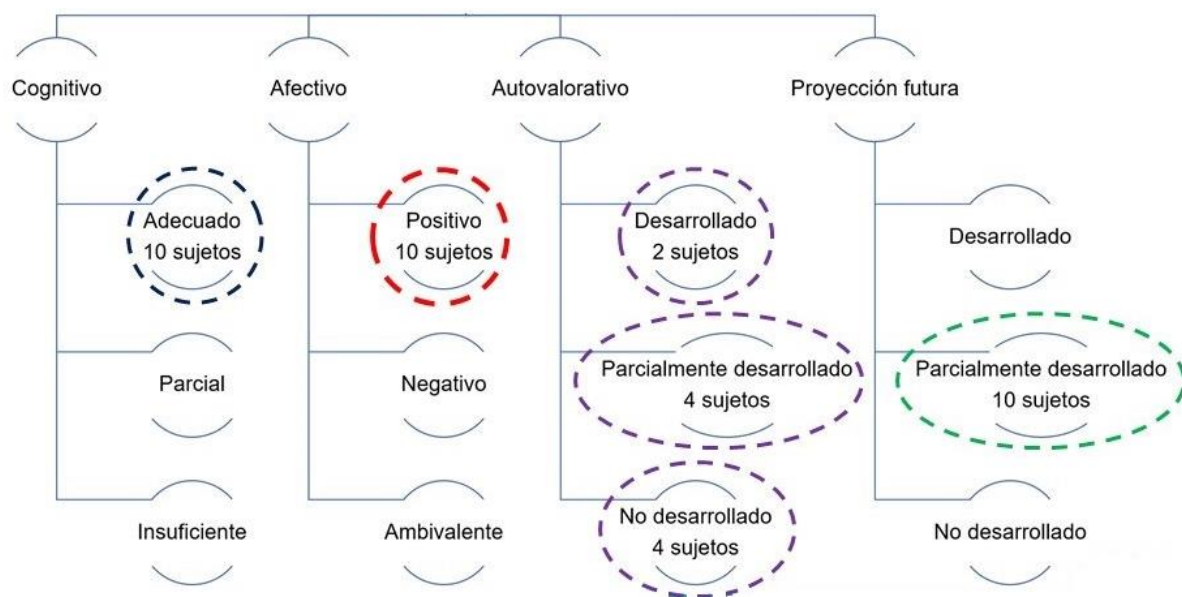 Cognitivo
Afectivo
Autovalorativo
Proyección futura
Adecuado
10 sujetos
Positivo
10 sujetos
Desarrollado
2 sujetos
Desarrollado
Parcial
Negativo
Parcialmente desarrollado
4 sujetos
Parcialmente desarrollado
10 sujetos
Insuficiente
Ambivalente
No desarrollado
4 sujetos
No desarrollado